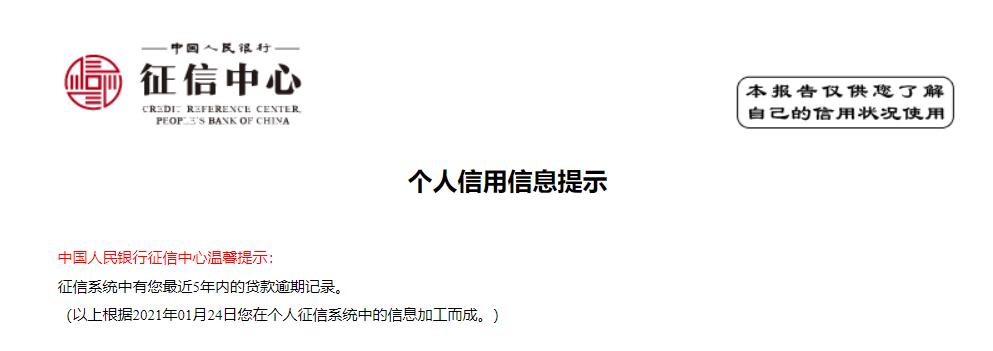 中国人民银行
征信中心
CREDIT REFERENCE CENTER,
PEOPLE'S BANK OF CHINA
本报告仅供您了解
自己的信用状况使用
个人信用信息提示
中国人民银行征信中心温馨提示：
征信系统中有您最近5年内的贷款逾期记录。
（以上根据2021年01月24日您在个人征信系统中的信息加工而成。）